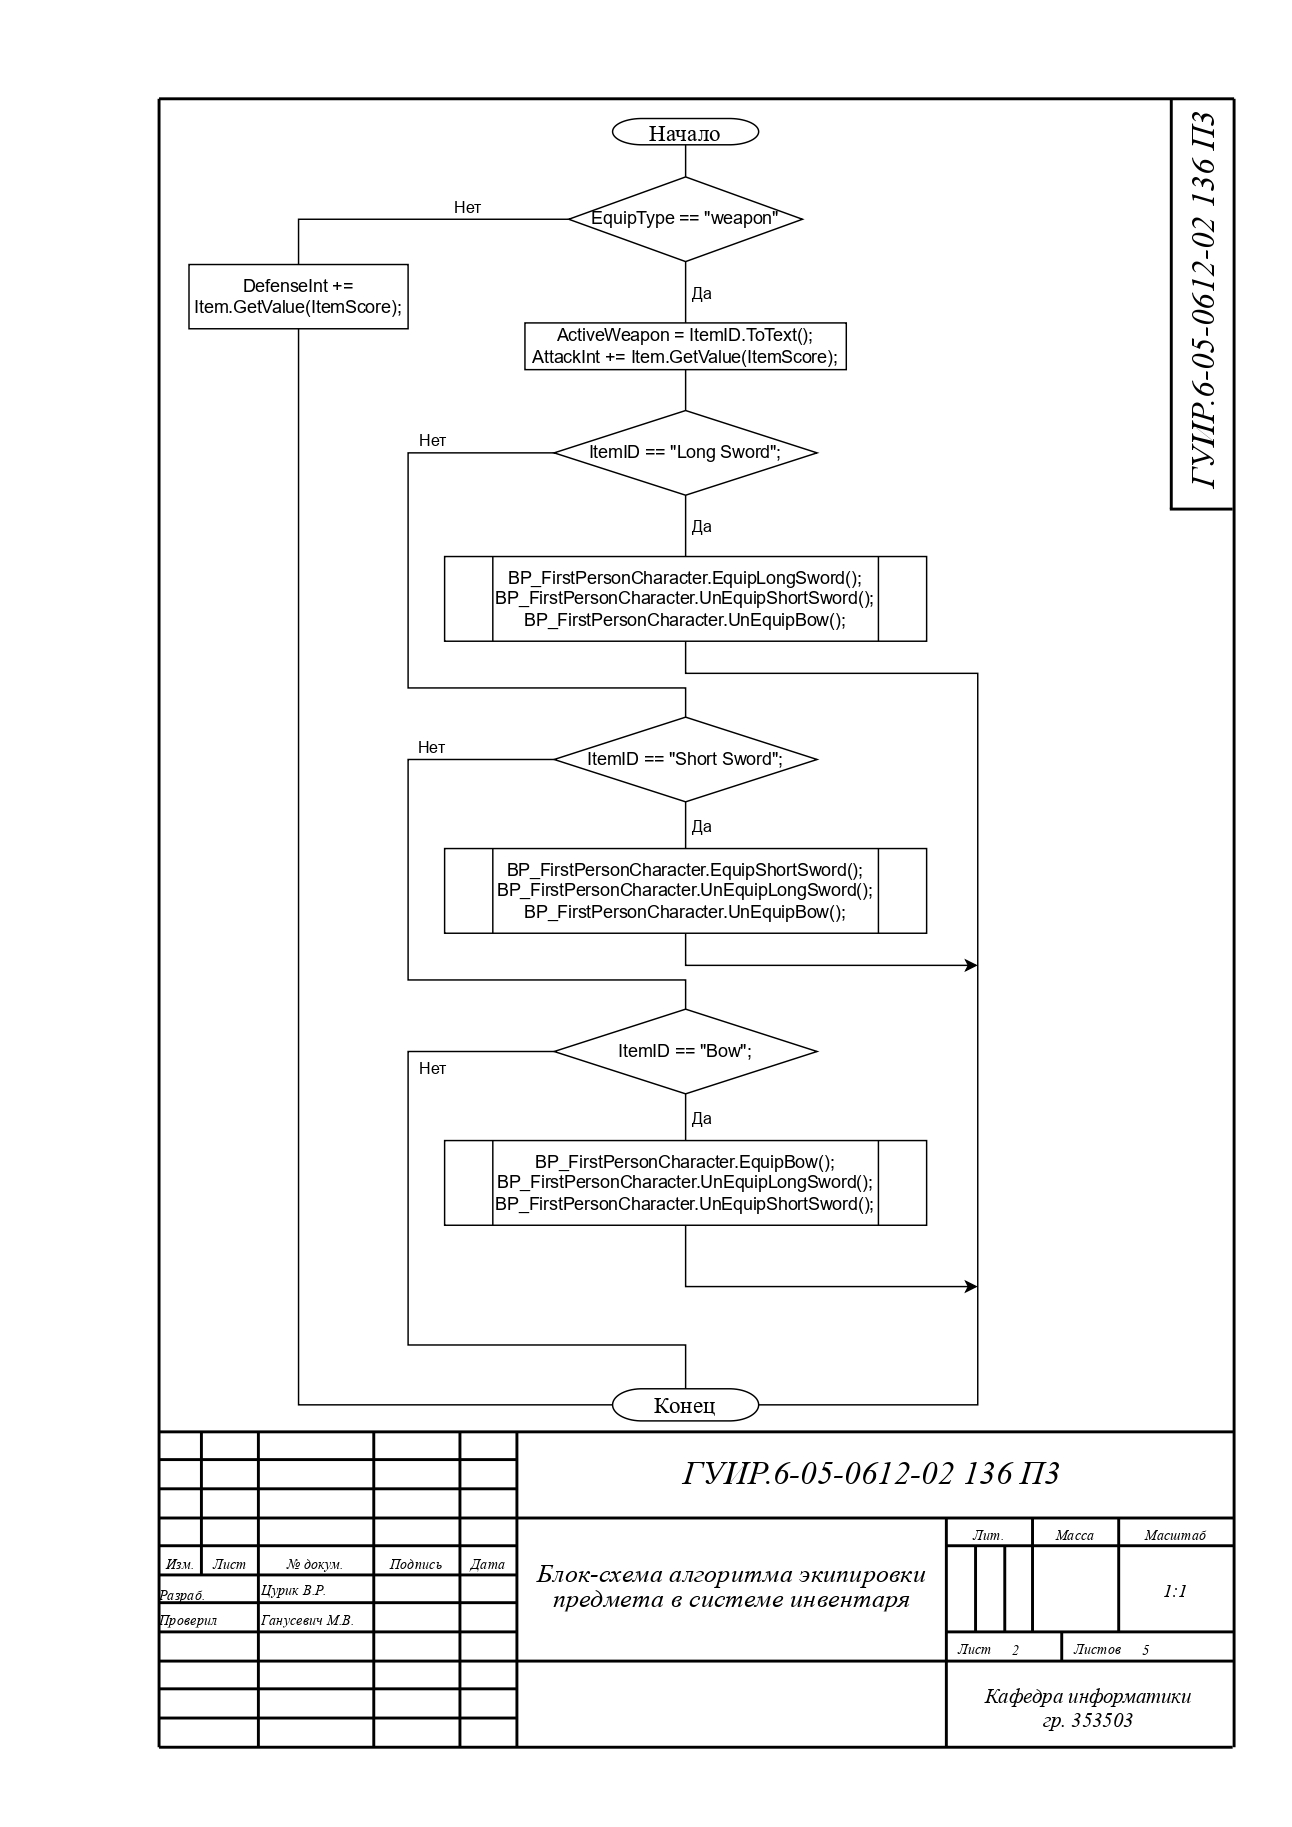 ГУИР.6-05-0612-02 136 ПЗ
Начало
EquipType == "weapon"
Нет
DefenseInt +=
Item.GetValue(ItemScore);
Да
ActiveWeapon = ItemID.ToText();
AttackInt += Item.GetValue(ItemScore);
Нет
ItemID == "Long Sword";
Да
BP_FirstPersonCharacter.EquipLongSword();
BP_FirstPersonCharacter.UnEquipShortSword();
BP_FirstPersonCharacter.UnEquipBow();
Нет
ItemID == "Short Sword";
Да
BP_FirstPersonCharacter.EquipShortSword();
BP_FirstPersonCharacter.UnEquipLongSword();
BP_FirstPersonCharacter.UnEquipBow();
ItemID == "Bow";
Нет
Да
BP_FirstPersonCharacter.EquipBow();
BP_FirstPersonCharacter.UnEquipLongSword();
BP_FirstPersonCharacter.UnEquipShortSword();
Конец
ГУИР.6-05-0612-02 136 ПЗ
Лит. Масса Масштаб
Изм. Лист № докум. Подпись Дата
Разраб. Цурик В.Р.
Проверил Ганусевич М.В.
Блок-схема алгоритма экипировки
предмета в системе инвентаря
1:1
Лист 2 Листов 5
Кафедра информатики
гр. 353503